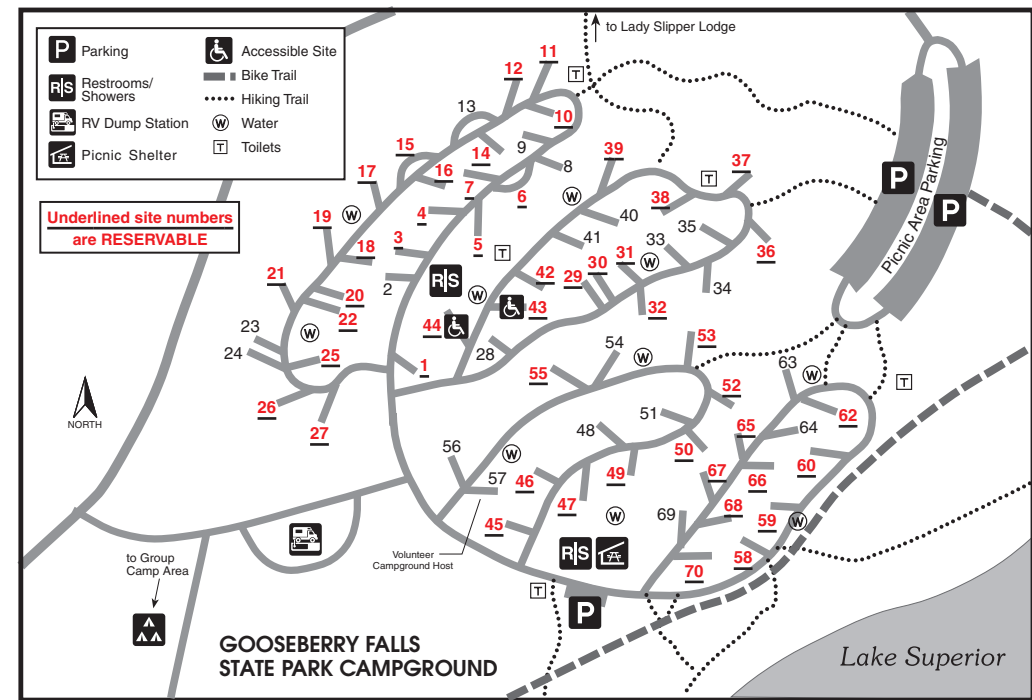 P Parking
R|S Restrooms/
Showers
RV Dump Station
Picnic Shelter
Accessible Site
Bike Trail
Hiking Trail
W Water
T Toilets
Underlined site numbers
are RESERVABLE
to Lady Slipper Lodge
11
T
12
13
10
15
14
9
8
16
7
39
37
17
6
T
W
38
4
40
19
W
5
35
36
3
41
31
33
18
T
30
W
2
R|S
42
29
34
21
20
W
43
32
22
44
23
W
28
53
24
25
54
1
W
55
63
W
T
26
52
27
51
62
48
65
64
56
50
W
57
46
49
67
66
60
47
68
59
W
45
W
69
58
R|S
70
T
P
P
P
Picnic Area Parking
NORTH
Volunteer
Campground Host
to Group
Camp Area
GOOSEBERRY FALLS
STATE PARK CAMPGROUND
Lake Superior